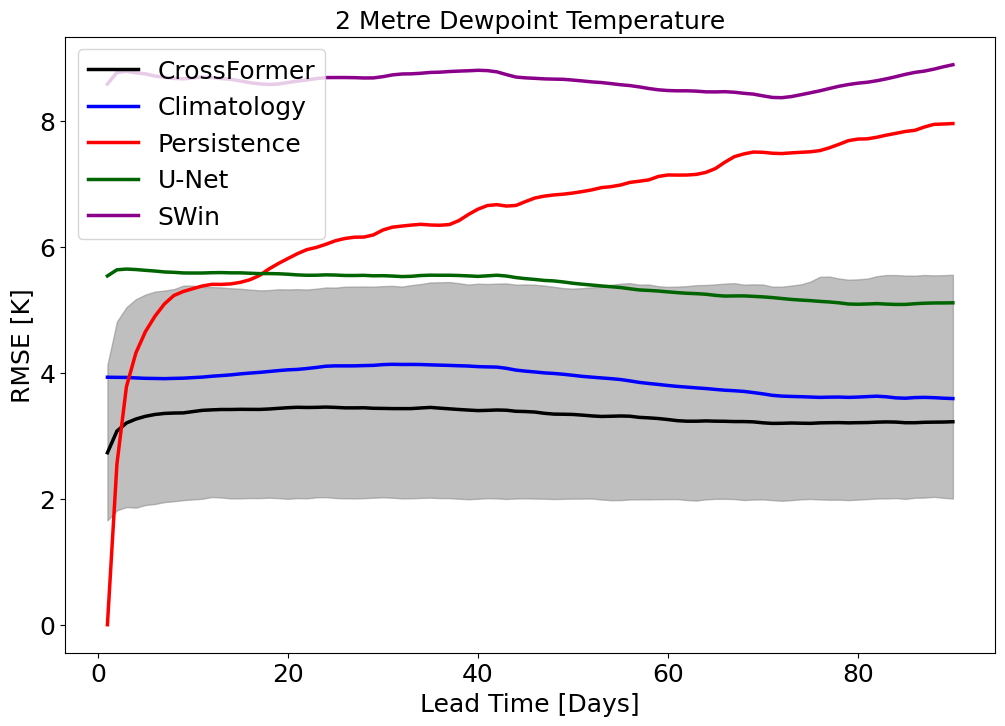 2 Metre Dewpoint Temperature
CrossFormer
Climatology
Persistence
U-Net
SWin
8
6
4
2
0
RMSE [K]
0 20 40 60 80
Lead Time [Days]